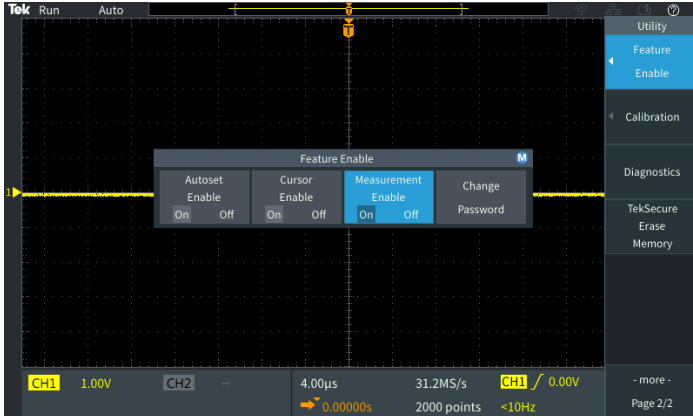 Tek Run Auto
T
T
?
Utility
Feature
Enable
Calibration
Diagnostics
TekSecure
Erase
Memory
- more -
Page 2/2
Feature Enable M
Autoset
Enable
On Off
Cursor
Enable
On Off
Measurement
Enable
On Off
Change
Password
1
CH1 1.00V CH2 -- 4.00µs 31.2MS/s CH1 0.00V
0.00000s 2000 points <10Hz